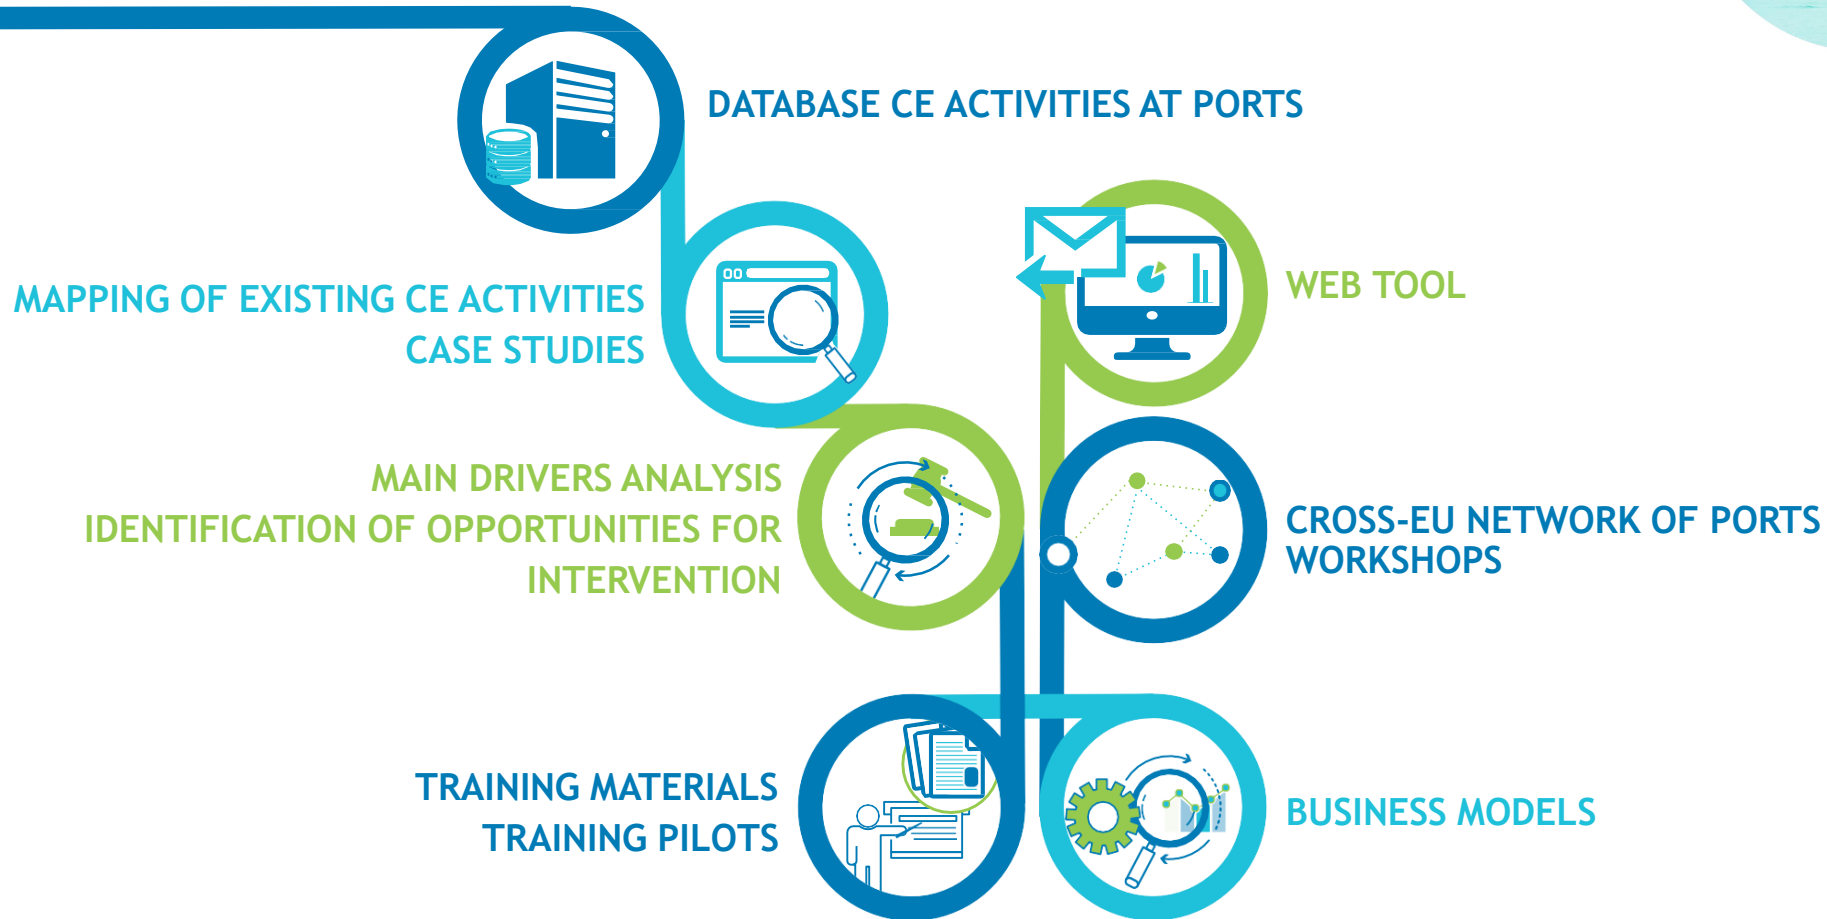 DATABASE CE ACTIVITIES AT PORTS
MAPPING OF EXISTING CE ACTIVITIES
CASE STUDIES
MAIN DRIVERS ANALYSIS
IDENTIFICATION OF OPPORTUNITIES FOR
INTERVENTION
TRAINING MATERIALS
TRAINING PILOTS
BUSINESS MODELS
CROSS-EU NETWORK OF PORTS
WORKSHOPS
WEB TOOL